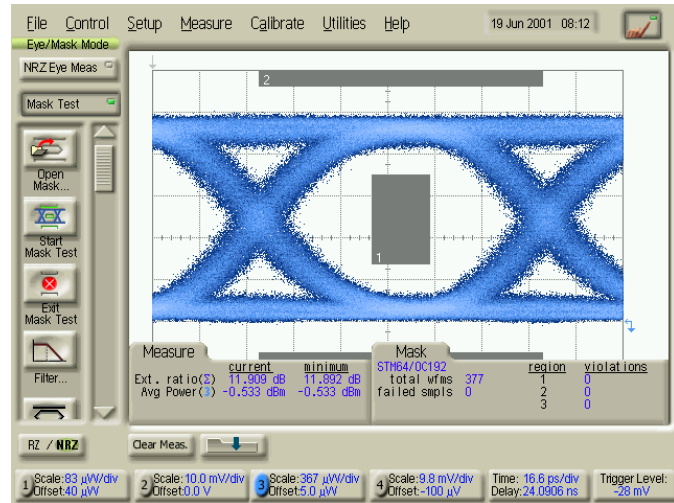 File Control Setup Measure Calibrate Utilities Help 19 Jun 2001 08:12
Eye/Mask Mode
NRZ Eye Meas
Mask Test
Open
Mask...
Start
Mask Test
Exit
Mask Test
Filter...
2
1
Measure
current minimum
Ext. ratio(Σ) 11.909 dB 11.892 dB
Avg Power(3) -0.533 dBm -0.533 dBm
Mask
STM64/OC192 region violations
total wfms 377 1 0
failed smpls 0 2 0
3 0
RZ / NRZ
Clear Meas.
1 Scale:83 µW/div
Offset:40 µW
2 Scale:10.0 mV/div
Offset:0.0 V
3 Scale:367 µW/div
Offset:5.0 µW
4 Scale:9.8 mV/div
Offset:-100 µV
Time: 16.6 ps/div
Delay:24.0906 ns
Trigger Level:
-28 mV